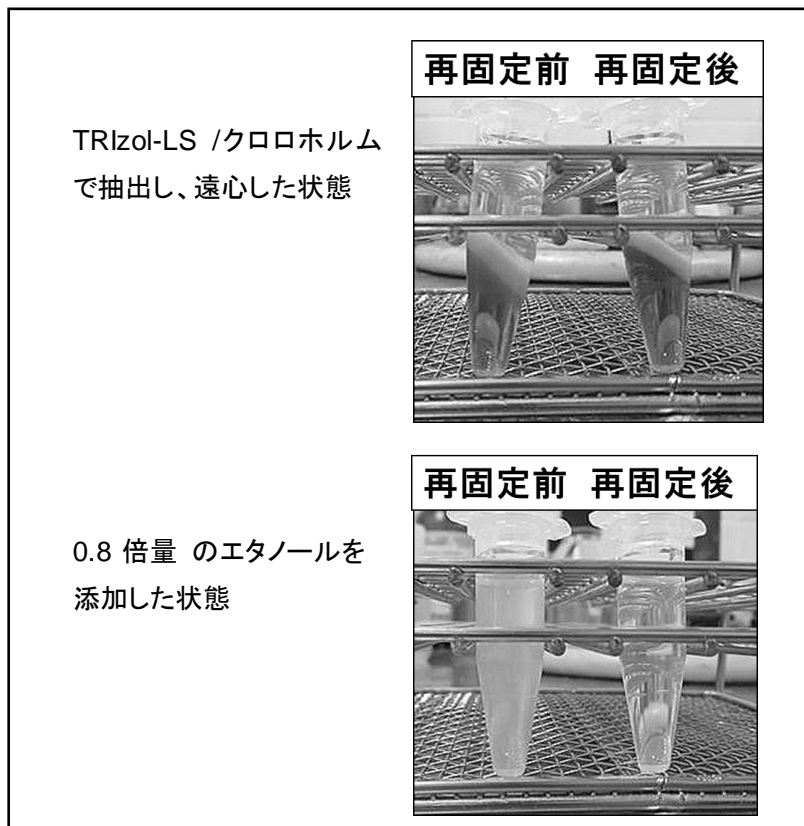 再固定前 再固定後
TRIzol-LS /クロロホルム
で抽出し、遠心した状態
再固定前 再固定後
0.8 倍量 のエタノールを
添加した状態